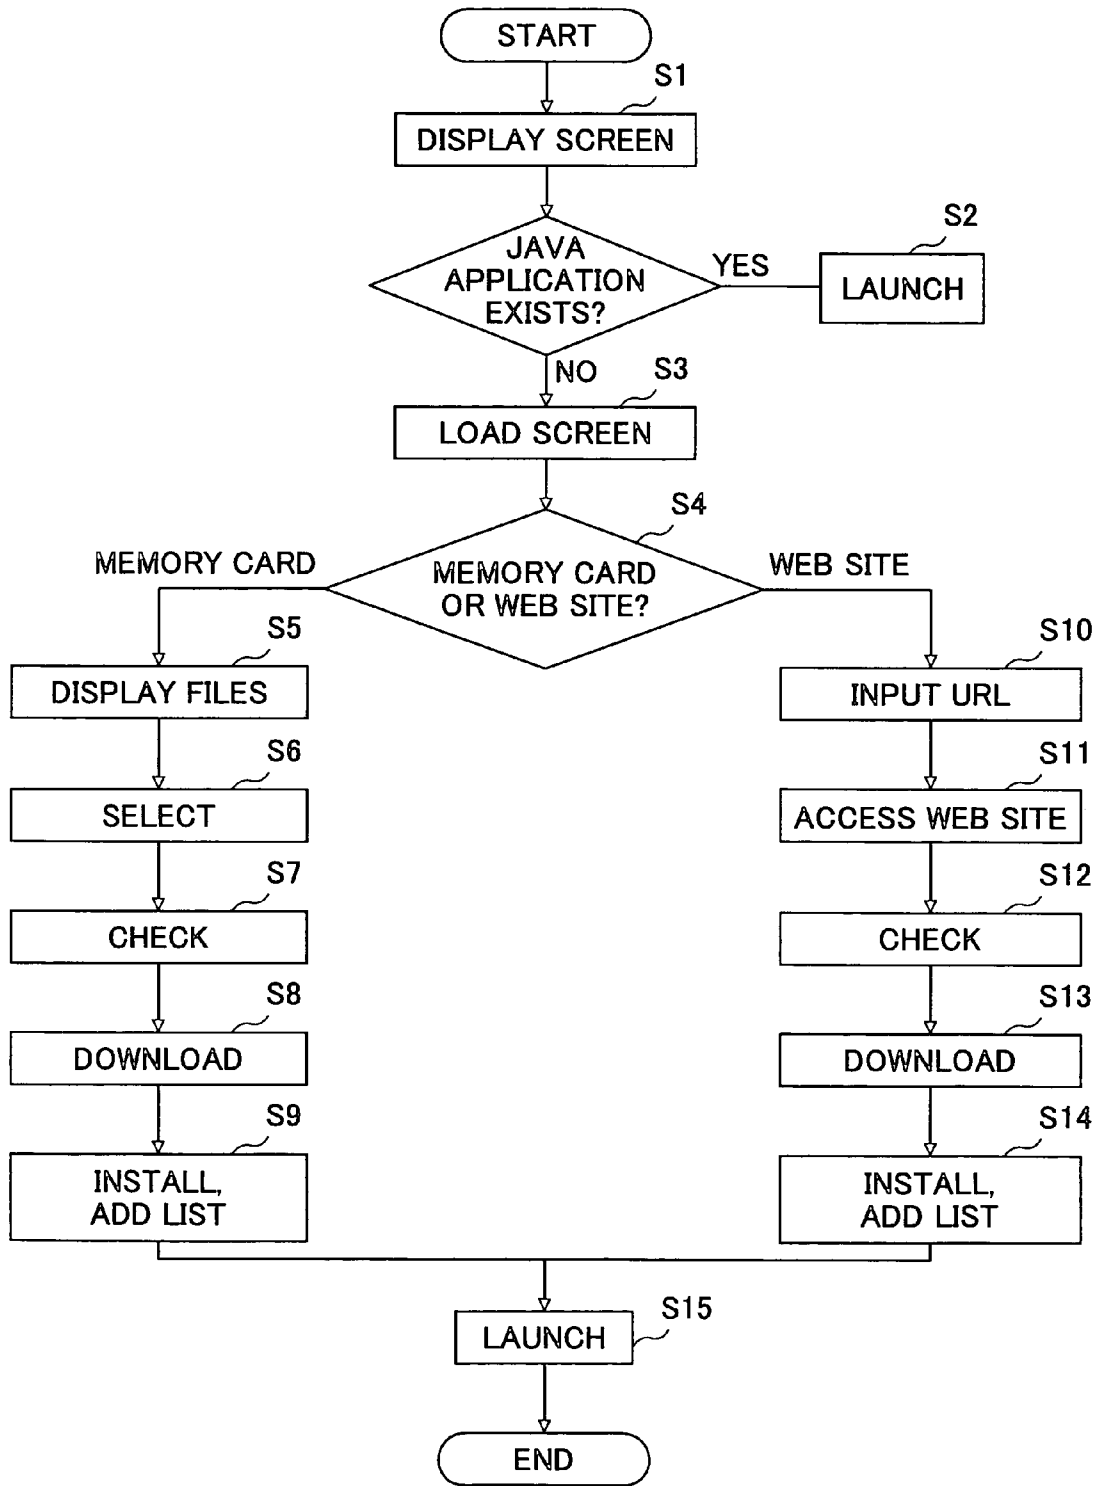 START
S1
DISPLAY SCREEN
JAVA
APPLICATION
EXISTS?
YES
S2
LAUNCH
NO
S3
LOAD SCREEN
S4
MEMORY CARD
OR WEB SITE?
MEMORY CARD
WEB SITE
S5
DISPLAY FILES
S6
SELECT
S7
CHECK
S8
DOWNLOAD
S9
INSTALL,
ADD LIST
S10
INPUT URL
S11
ACCESS WEB SITE
S12
CHECK
S13
DOWNLOAD
S14
INSTALL,
ADD LIST
S15
LAUNCH
END